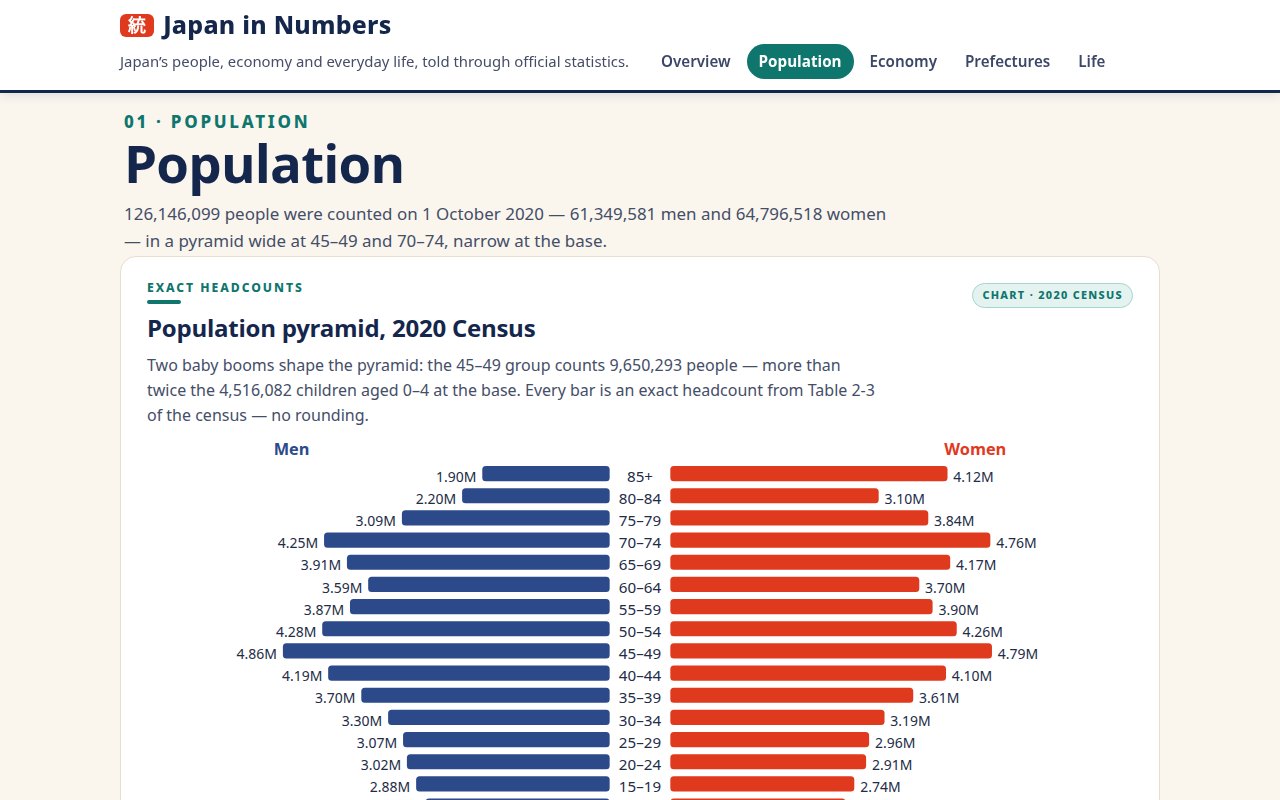 統 Japan in Numbers
Japan's people, economy and everyday life, told through official statistics.
Overview Population Economy Prefectures Life
01 · POPULATION
Population
126,146,099 people were counted on 1 October 2020 — 61,349,581 men and 64,796,518 women
— in a pyramid wide at 45–49 and 70–74, narrow at the base.
EXACT HEADCOUNTS
CHART · 2020 CENSUS
Population pyramid, 2020 Census
Two baby booms shape the pyramid: the 45–49 group counts 9,650,293 people — more than
twice the 4,516,082 children aged 0–4 at the base. Every bar is an exact headcount from Table 2-3
of the census — no rounding.
Men Women
1.90M 85+ 4.12M
2.20M 80–84 3.10M
3.09M 75–79 3.84M
4.25M 70–74 4.76M
3.91M 65–69 4.17M
3.59M 60–64 3.70M
3.87M 55–59 3.90M
4.28M 50–54 4.26M
4.86M 45–49 4.79M
4.19M 40–44 4.10M
3.70M 35–39 3.61M
3.30M 30–34 3.19M
3.07M 25–29 2.96M
3.02M 20–24 2.91M
2.88M 15–19 2.74M